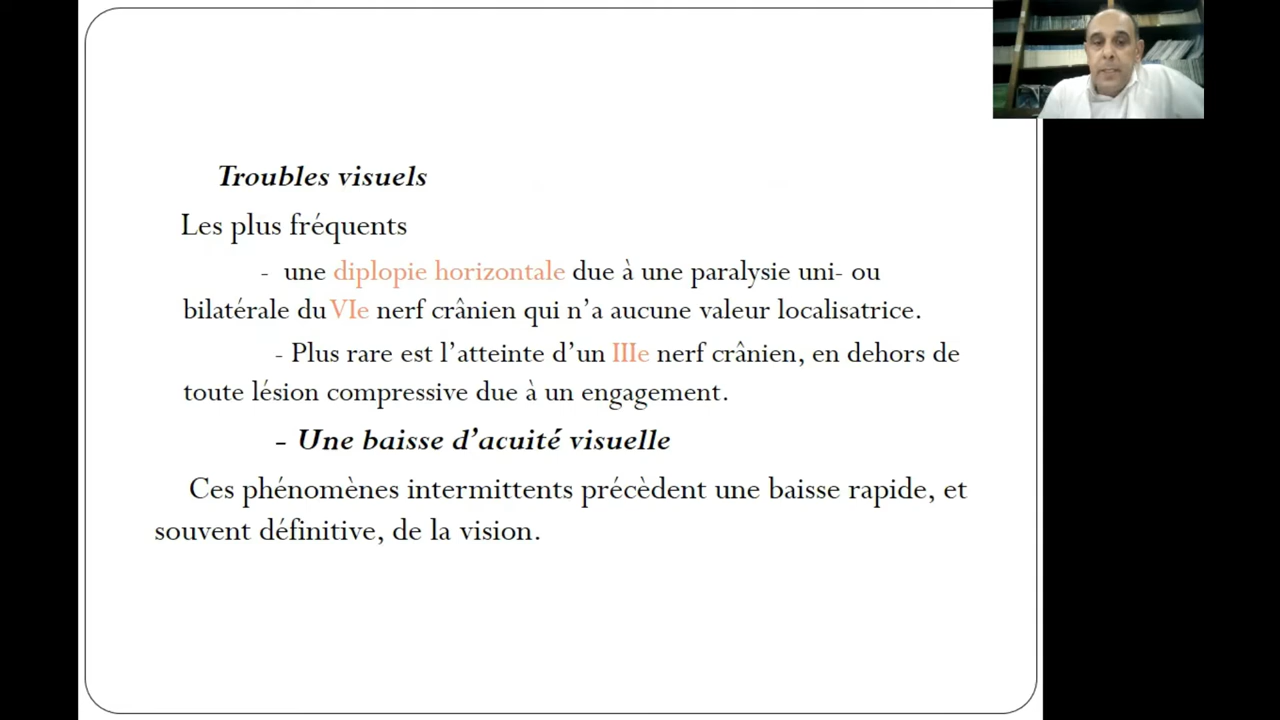 Troubles visuels
Les plus fréquents
- une diplopie horizontale due à une paralysie uni- ou
bilatérale du VIe nerf crânien qui n’a aucune valeur localisatrice.
- Plus rare est l’atteinte d’un IIIe nerf crânien, en dehors de
toute lésion compressive due à un engagement.
– Une baisse d’acuité visuelle
Ces phénomènes intermittents précèdent une baisse rapide, et
souvent définitive, de la vision.